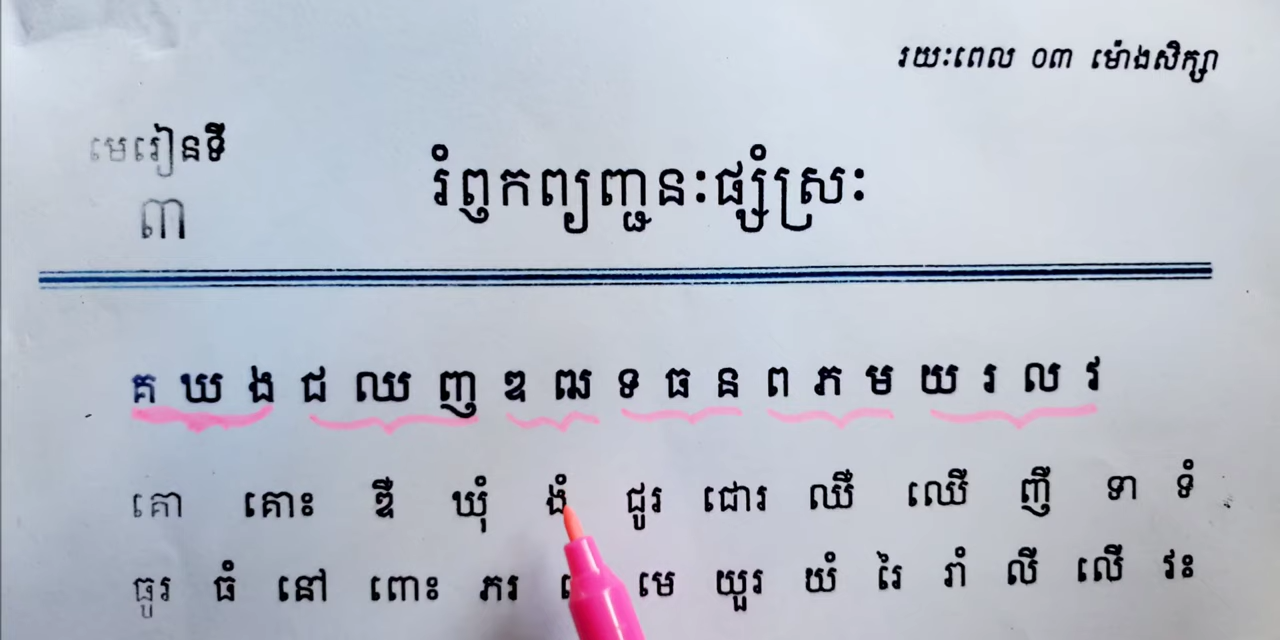 រយៈពេល ០៣ ម៉ោងសិក្សា
មេរៀនទី
៣
រំឭកព្យញ្ជនៈផ្សំស្រៈ
គ ឃ ង ជ ឈ ញ ឌ ឍ ទ ធ ន ព ភ ម យ រ ល វ
គោ គោះ ឌឺ ឃុំ ងំ ជូរ ជោរ ឈឺ ឈើ ញី ទា ទំ
ធូរ ធំ នៅ ពោះ ភរ មេ យួរ យំ រៃ រាំ លី លើ វះ